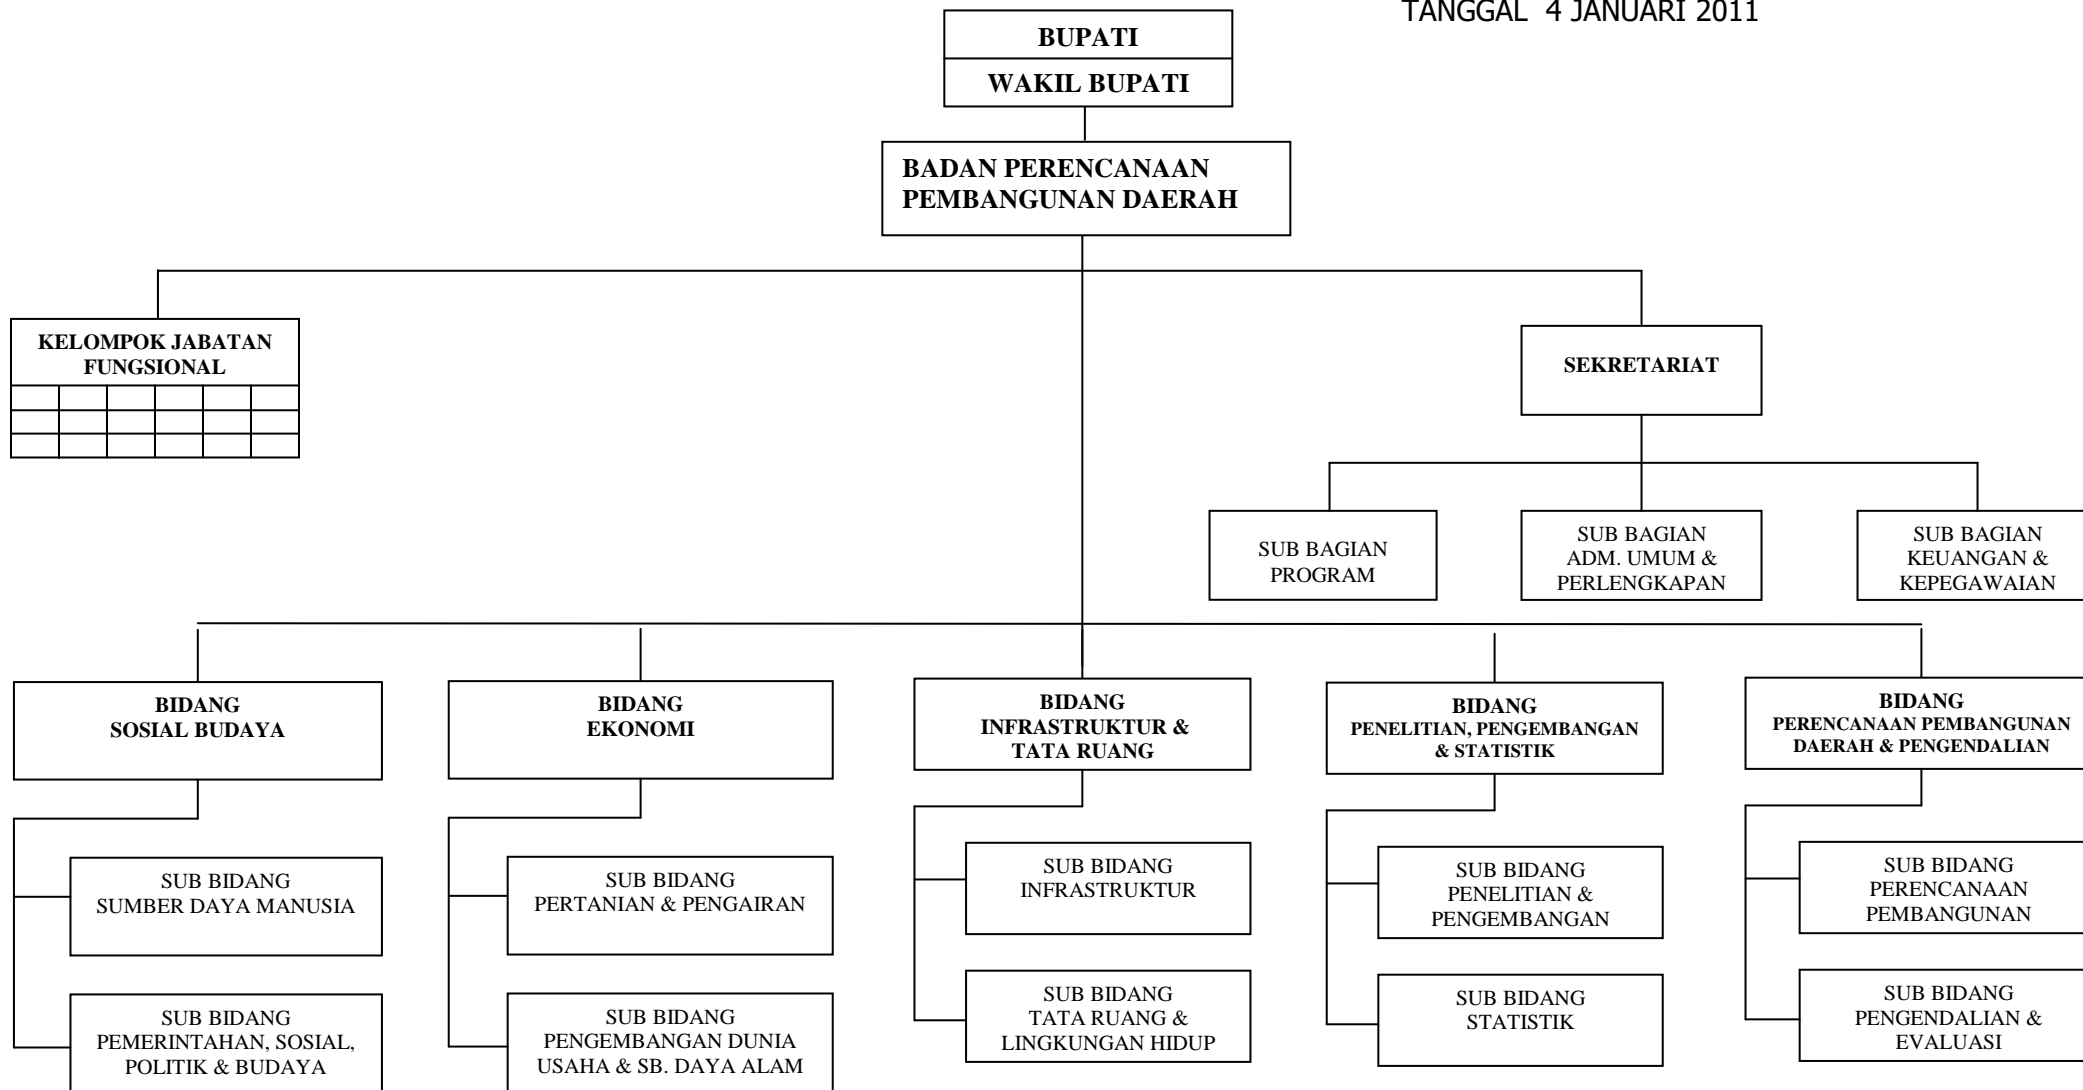 TANGGAL 4 JANUARI 2011
BUPATI
WAKIL BUPATI
BADAN PERENCANAAN
PEMBANGUNAN DAERAH
KELOMPOK JABATAN
FUNGSIONAL
SEKRETARIAT
SUB BAGIAN
PROGRAM
SUB BAGIAN
ADM. UMUM &
PERLENGKAPAN
SUB BAGIAN
KEUANGAN &
KEPEGAWAIAN
BIDANG
SOSIAL BUDAYA
BIDANG
EKONOMI
BIDANG
INFRASTRUKTUR &
TATA RUANG
BIDANG
PENELITIAN, PENGEMBANGAN
& STATISTIK
BIDANG
PERENCANAAN PEMBANGUNAN
DAERAH & PENGENDALIAN
SUB BIDANG
SUMBER DAYA MANUSIA
SUB BIDANG
PERTANIAN & PENGAIRAN
SUB BIDANG
INFRASTRUKTUR
SUB BIDANG
PENELITIAN &
PENGEMBANGAN
SUB BIDANG
PERENCANAAN
PEMBANGUNAN
SUB BIDANG
PEMERINTAHAN, SOSIAL,
POLITIK & BUDAYA
SUB BIDANG
PENGEMBANGAN DUNIA
USAHA & SB. DAYA ALAM
SUB BIDANG
TATA RUANG &
LINGKUNGAN HIDUP
SUB BIDANG
STATISTIK
SUB BIDANG
PENGENDALIAN &
EVALUASI